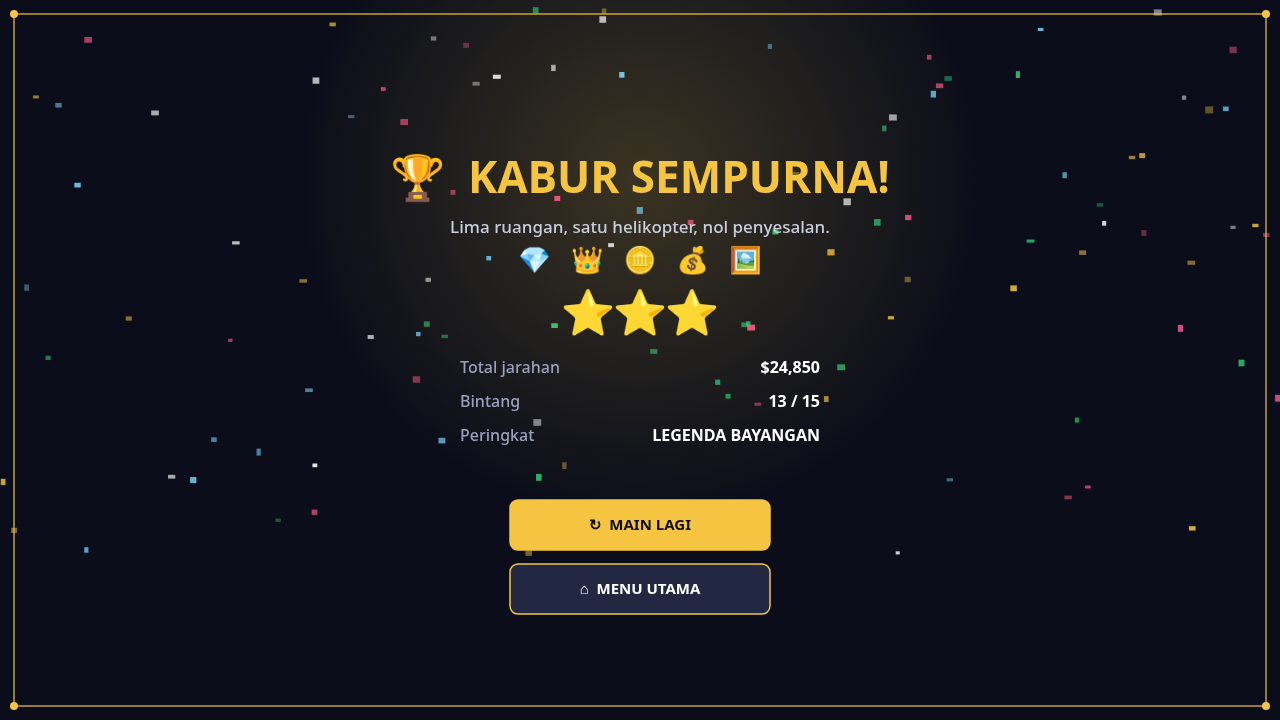 KABUR SEMPURNA!
Lima ruangan, satu helikopter, nol penyesalan.
Total jarahan $24,850
Bintang 13 / 15
Peringkat LEGENDA BAYANGAN
↻ MAIN LAGI
⌂ MENU UTAMA